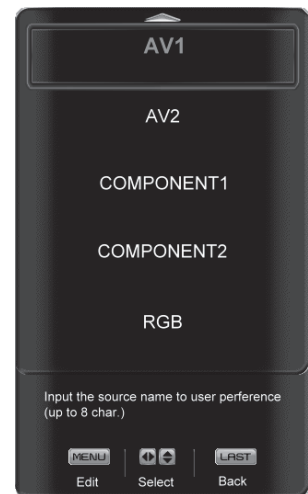 AV1
AV2
COMPONENT1
COMPONENT2
RGB
Input the source name to user perference
(up to 8 char.)
MENU LAST
Edit Select Back